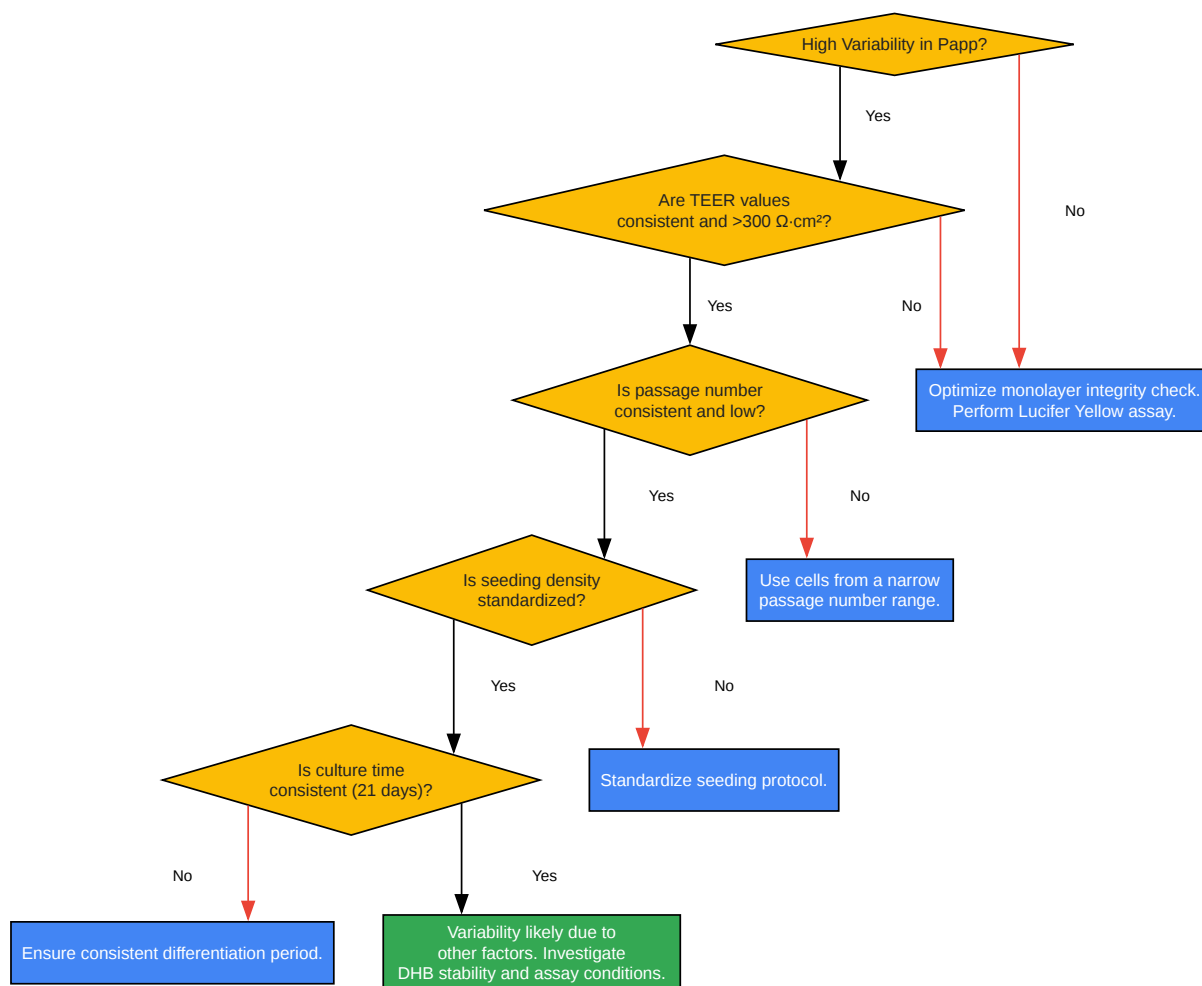 High Variability in Papp?
Yes
No
Are TEER values
consistent and >300 Ω·cm²?
Yes
No
Is passage number
consistent and low?
Optimize monolayer integrity check.
Perform Lucifer Yellow assay.
Yes
No
Is seeding density
standardized?
Use cells from a narrow
passage number range.
Yes
No
Is culture time
consistent (21 days)?
Standardize seeding protocol.
No
Yes
Ensure consistent differentiation period.
Variability likely due to
other factors. Investigate
DHB stability and assay conditions.